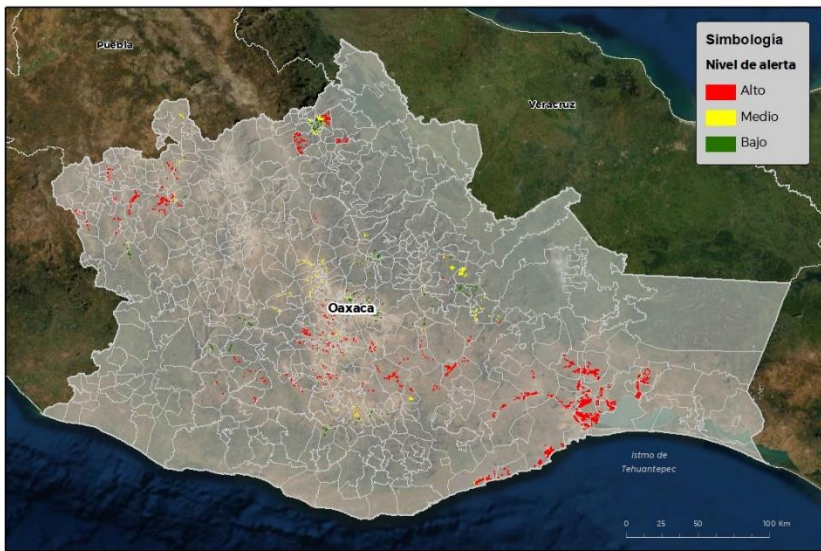 Puebla
Veracruz
Oaxaca
Istmo de
Tehuantepec
Simbología
Nivel de alerta
Alto
Medio
Bajo
0 25 50 100 Km